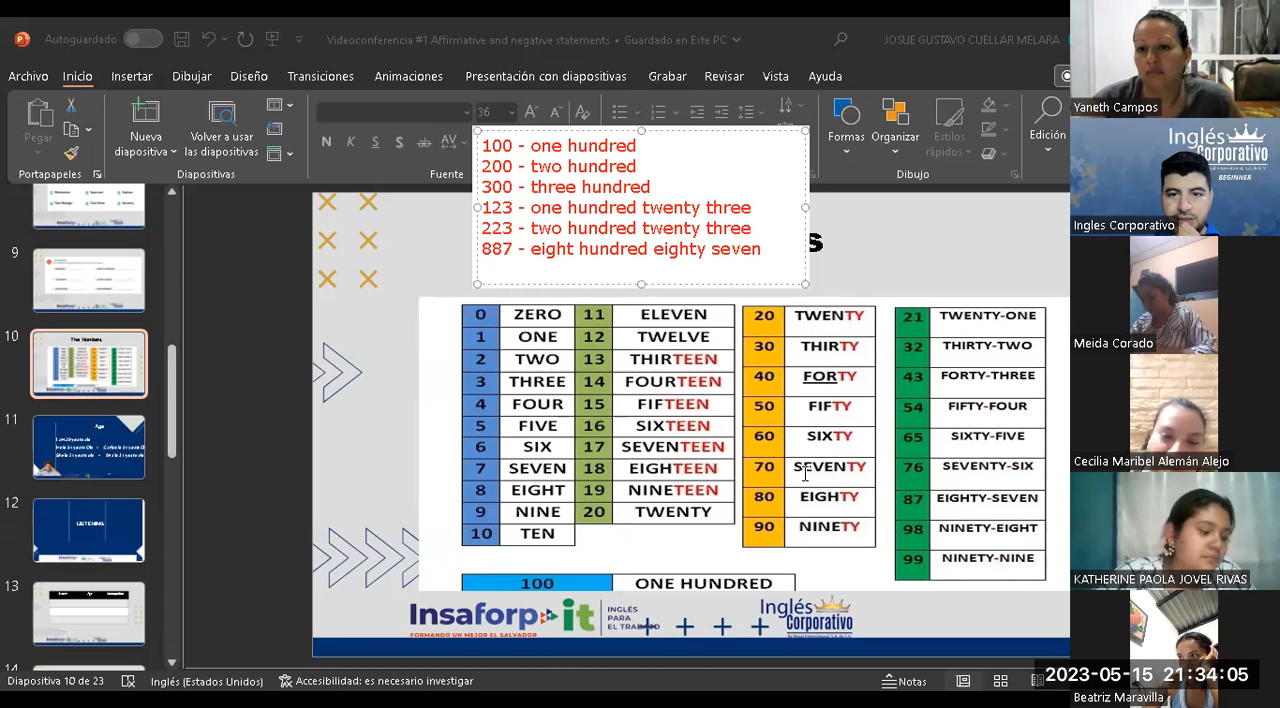 Autoguardado
Videoconferencia #1 Affirmative and negative statements • Guardado en Este PC
JOSUE GUSTAVO CUELLAR MELARA
Archivo Inicio Insertar Dibujar Diseño Transiciones Animaciones Presentación con diapositivas Grabar Revisar Vista Ayuda
Pegar
Nueva diapositiva
Volver a usar las diapositivas
36
N K S S ab AV
Formas
Organizar
Estilos rápidos
Edición
Portapapeles
Diapositivas
Fuente
Dibujo
100 - one hundred
200 - two hundred
300 - three hundred
123 - one hundred twenty three
223 - two hundred twenty three
887 - eight hundred eighty seven
s
9
10
The Numbers
11
Age
12
LISTENING
13
14
0 ZERO 11 ELEVEN
1 ONE 12 TWELVE
2 TWO 13 THIRTEEN
3 THREE 14 FOURTEEN
4 FOUR 15 FIFTEEN
5 FIVE 16 SIXTEEN
6 SIX 17 SEVENTEEN
7 SEVEN 18 EIGHTEEN
8 EIGHT 19 NINETEEN
9 NINE 20 TWENTY
10 TEN
20 TWENTY
30 THIRTY
40 FORTY
50 FIFTY
60 SIXTY
70 SEVENTY
80 EIGHTY
90 NINETY
21 TWENTY-ONE
32 THIRTY-TWO
43 FORTY-THREE
54 FIFTY-FOUR
65 SIXTY-FIVE
76 SEVENTY-SIX
87 EIGHTY-SEVEN
98 NINETY-EIGHT
99 NINETY-NINE
100 ONE HUNDRED
Insaforp it
FORMANDO UN MEJOR EL SALVADOR
INGLÉS
PARA
EL TRABAJO
Inglés
Corporativo
Diapositiva 10 de 23
Inglés (Estados Unidos)
Accesibilidad: es necesario investigar
Notas
Yaneth Campos
Inglés
Corporativo
BEGINNER
Ingles Corporativo
Meida Corado
Cecilia Maribel Alemán Alejo
KATHERINE PAOLA JOVEL RIVAS
2023-05-15 21:34:05
Beatriz Maravilla